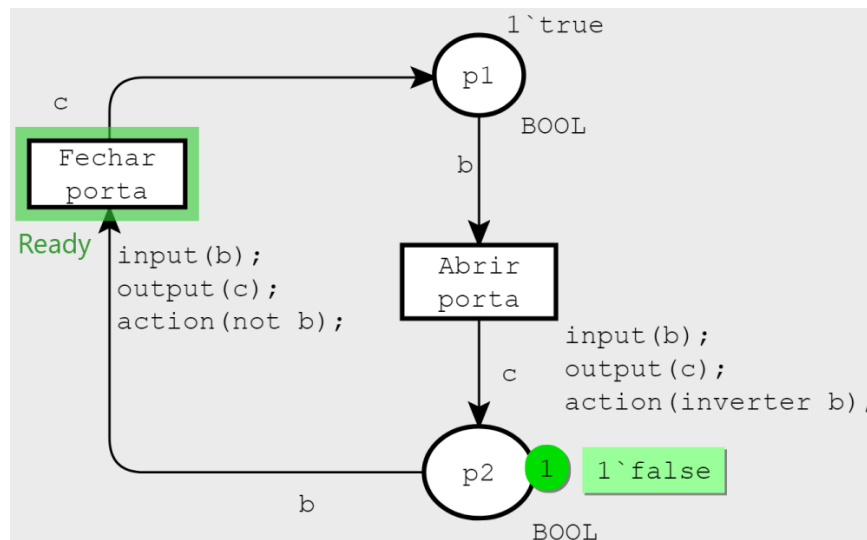 1`true
p1
BOOL
c
Fechar
porta
Ready
input(b);
output(c);
action(not b);
b
Abrir
porta
input(b);
output(c);
action(inverter b);
c
p2
1
1`false
BOOL
b